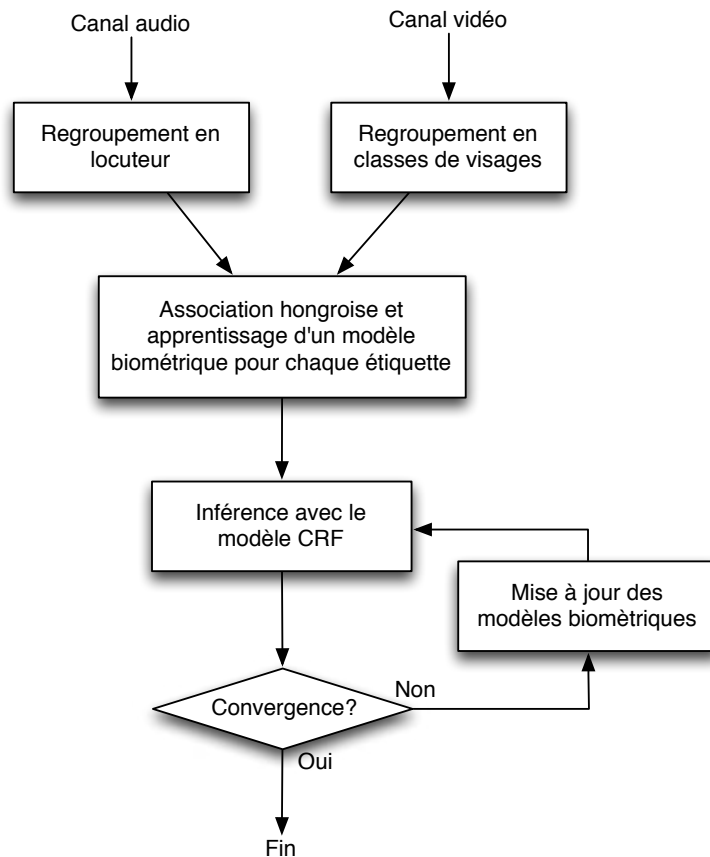 Canal audio
Canal vidéo
Regroupement en
locuteur
Regroupement en
classes de visages
Association hongroise et
apprentissage d'un modèle
biométrique pour chaque étiquette
Inférence avec le
modèle CRF
Mise à jour des
modèles biomètriques
Convergence?
Non
Oui
Fin